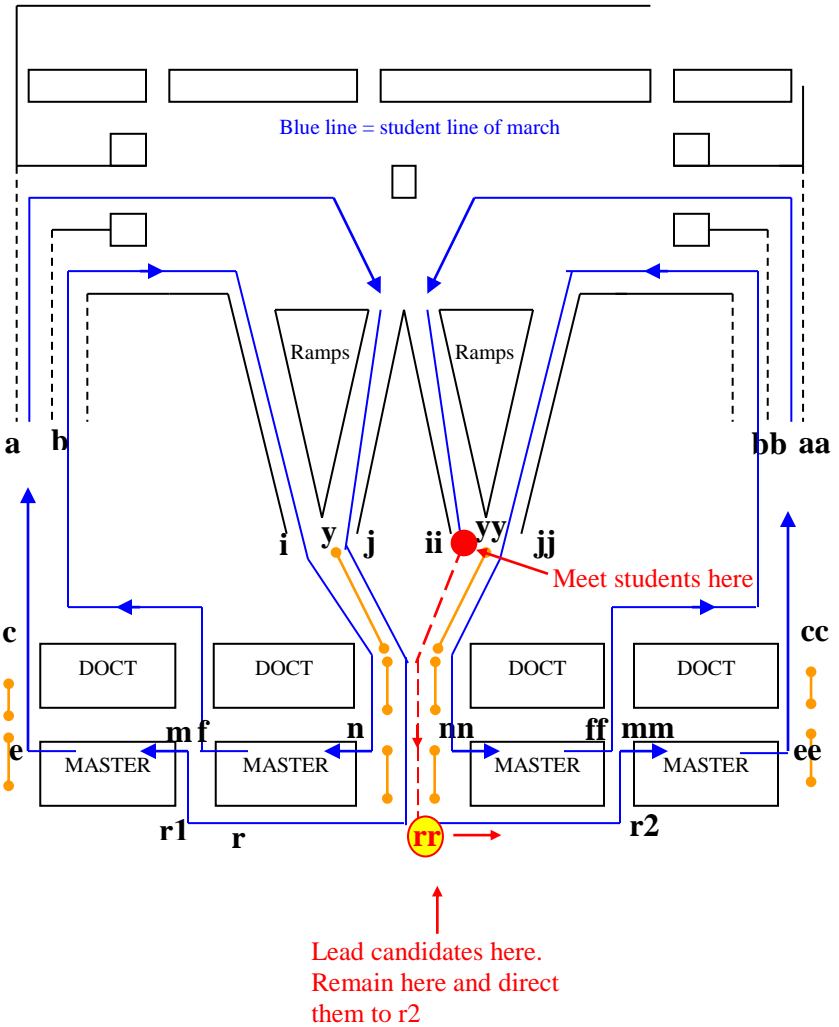 Blue line = student line of march
Ramps
Ramps
a
b
bb
aa
i
y
j
ii
yy
jj
Meet students here
c
cc
DOCT
DOCT
DOCT
DOCT
e
m
f
n
nn
ff
mm
ee
MASTER
MASTER
MASTER
MASTER
r1
r
rr
r2
Lead candidates here.
Remain here and direct
them to r2